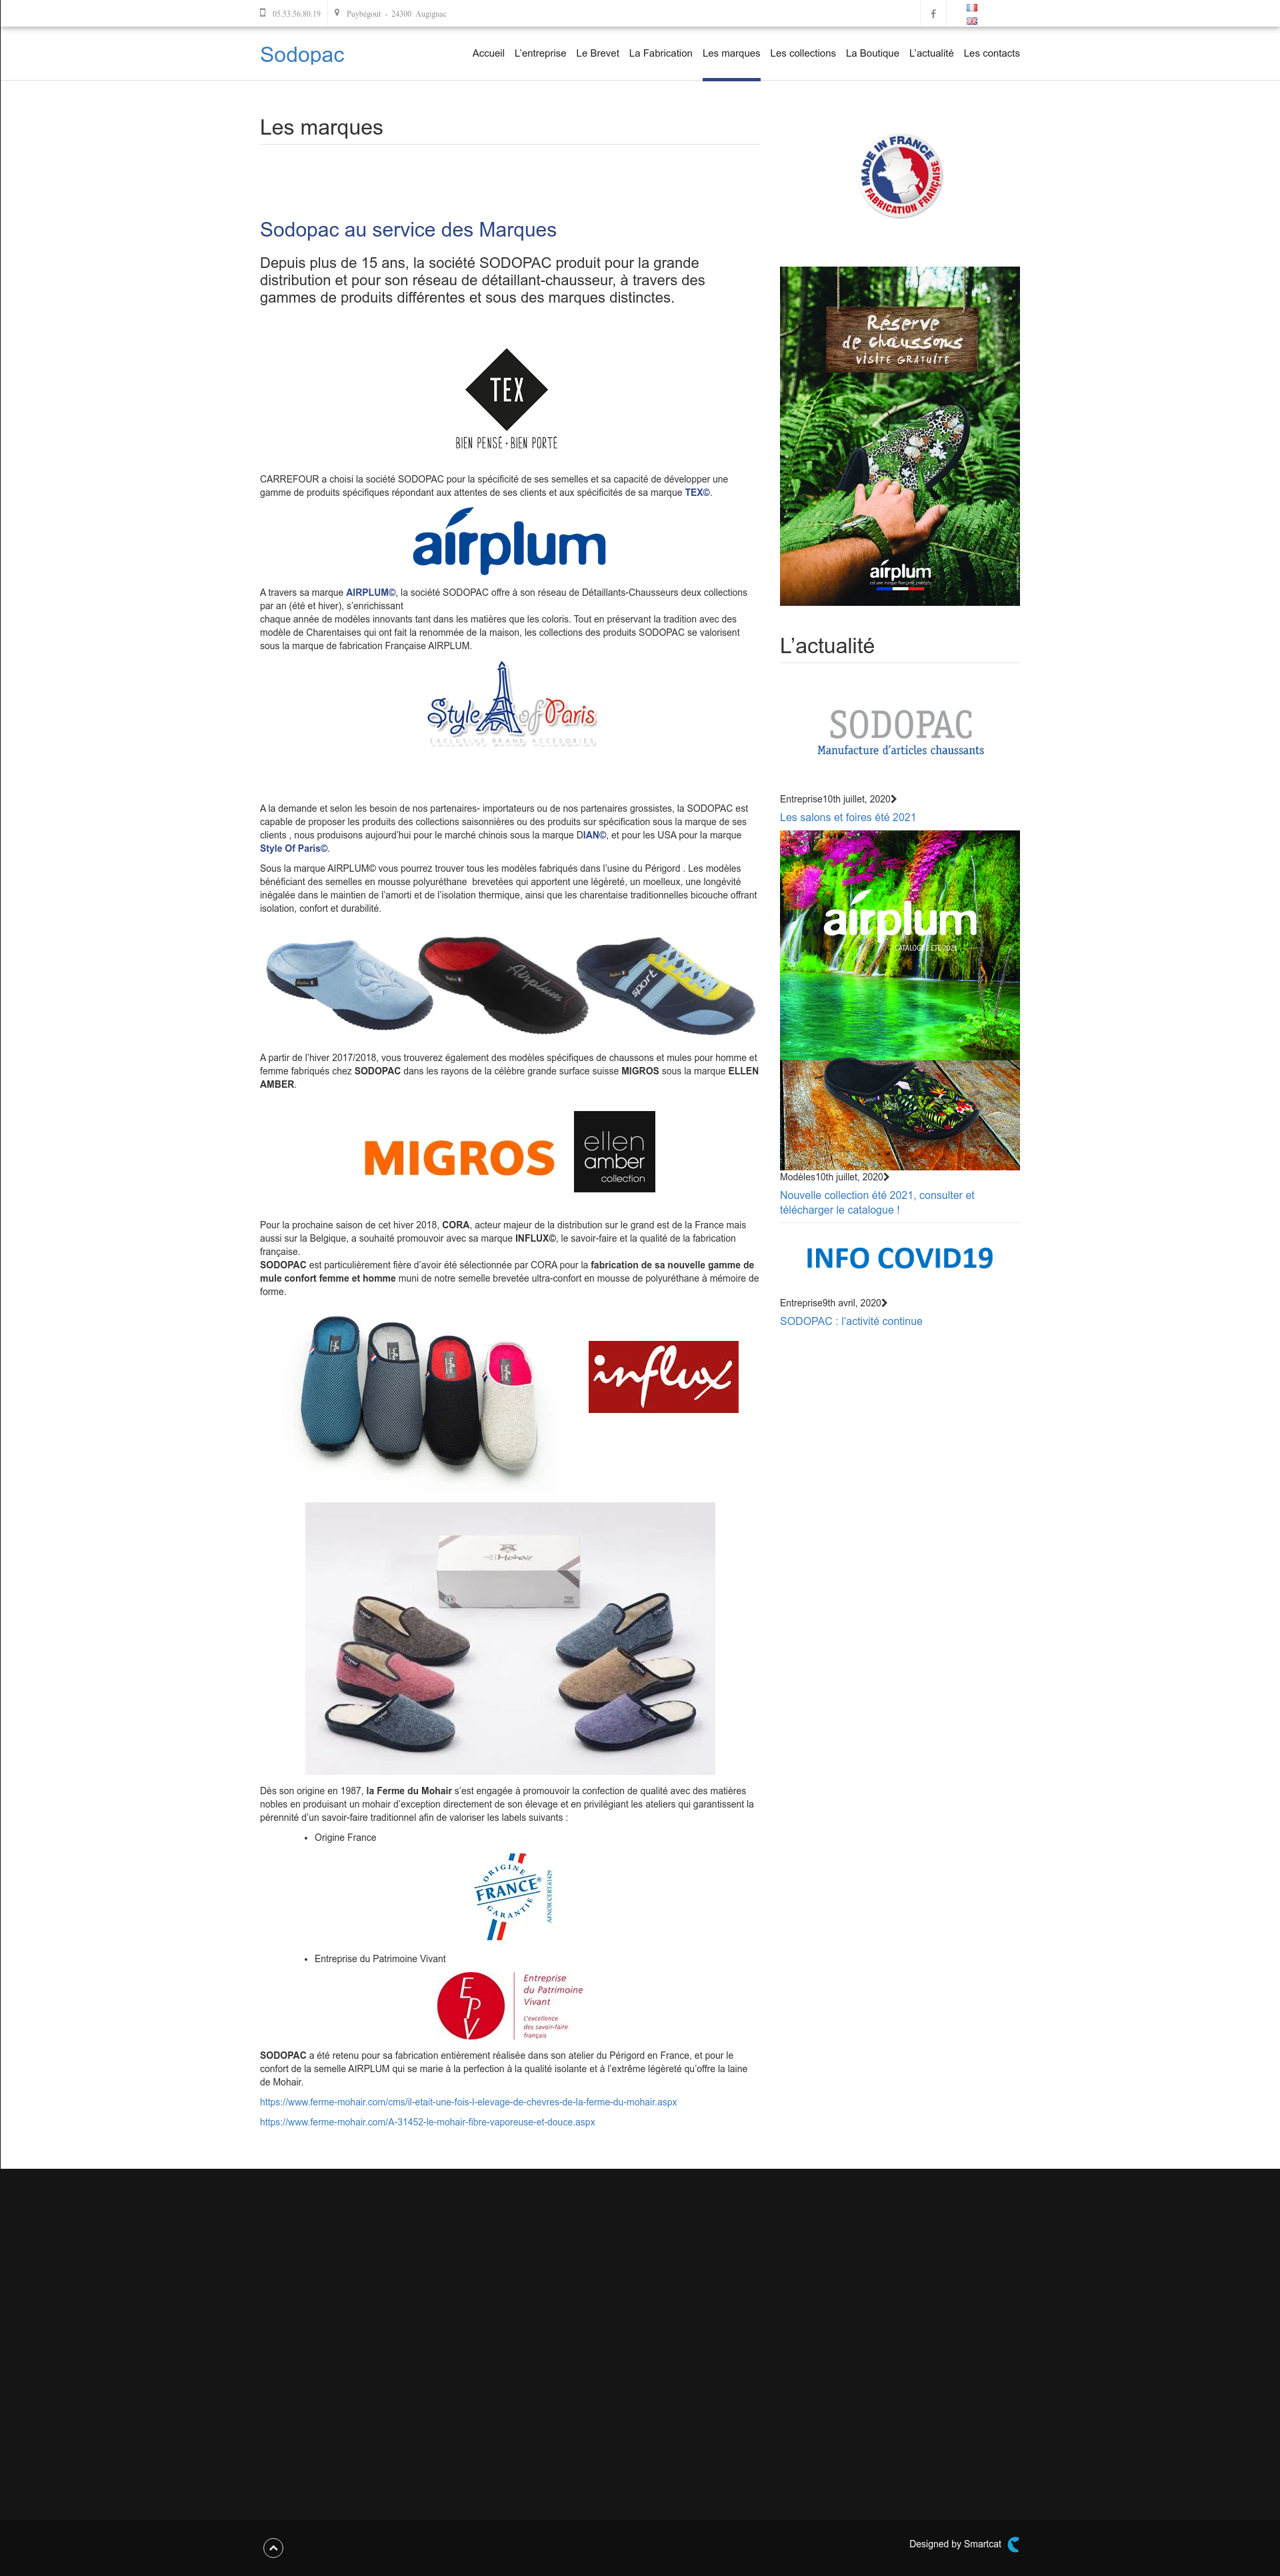 05.53.56.80.19
Puybégout - 24300 Augignac
Sodopac
Accueil L'entreprise Le Brevet La Fabrication Les marques Les collections La Boutique L'actualité Les contacts
Les marques
Sodopac au service des Marques
Depuis plus de 15 ans, la société SODOPAC produit pour la grande
distribution et pour son réseau de détaillant-chausseur, à travers des
gammes de produits différentes et sous des marques distinctes.
TEX
BIEN PENSÉ · BIEN PORTÉ
CARREFOUR a choisi la société SODOPAC pour la spécificité de ses semelles et sa capacité de développer une
gamme de produits spécifiques répondant aux attentes de ses clients et aux spécificités de sa marque TEX©.
airplum
A travers sa marque AIRPLUM©, la société SODOPAC offre à son réseau de Détaillants-Chausseurs deux collections
par an (été et hiver), s'enrichissant
chaque année de modèles innovants tant dans les matières que les coloris. Tout en préservant la tradition avec des
modèle de Charentaises qui ont fait la renommée de la maison, les collections des produits SODOPAC se valorisent
sous la marque de fabrication Française AIRPLUM.
Style of Paris
EXCLUSIVE BRAND ACCESORIES
A la demande et selon les besoin de nos partenaires- importateurs ou de nos partenaires grossistes, la SODOPAC est
capable de proposer les produits des collections saisonnières ou des produits sur spécification sous la marque de ses
clients , nous produisons aujourd'hui pour le marché chinois sous la marque DIAN©, et pour les USA pour la marque
Style Of Paris©.
Sous la marque AIRPLUM© vous pourrez trouver tous les modèles fabriqués dans l'usine du Périgord . Les modèles
bénéficiant des semelles en mousse polyuréthane brevetées qui apportent une légèreté, un moelleux, une longévité
inégalée dans le maintien de l'amorti et de l'isolation thermique, ainsi que les charentaise traditionnelles bicouche offrant
isolation, confort et durabilité.
Airplum
sport
A partir de l'hiver 2017/2018, vous trouverez également des modèles spécifiques de chaussons et mules pour homme et
femme fabriqués chez SODOPAC dans les rayons de la célèbre grande surface suisse MIGROS sous la marque ELLEN
AMBER.
MIGROS
ellen
amber
collection
Pour la prochaine saison de cet hiver 2018, CORA, acteur majeur de la distribution sur le grand est de la France mais
aussi sur la Belgique, a souhaité promouvoir avec sa marque INFLUX©, le savoir-faire et la qualité de la fabrication
française.
SODOPAC est particulièrement fière d'avoir été sélectionnée par CORA pour la fabrication de sa nouvelle gamme de
mule confort femme et homme muni de notre semelle brevetée ultra-confort en mousse de polyuréthane à mémoire de
forme.
influx
Mohair
Dès son origine en 1987, la Ferme du Mohair s'est engagée à promouvoir la confection de qualité avec des matières
nobles en produisant un mohair d'exception directement de son élevage et en privilégiant les ateliers qui garantissent la
pérennité d'un savoir-faire traditionnel afin de valoriser les labels suivants :
• Origine France
ORIGINE
FRANCE®
GARANTIE
AFNOR CERT.61429
• Entreprise du Patrimoine Vivant
EPV
Entreprise
du Patrimoine
Vivant
L'excellence
des savoir-faire
français
SODOPAC a été retenu pour sa fabrication entièrement réalisée dans son atelier du Périgord en France, et pour le
confort de la semelle AIRPLUM qui se marie à la perfection à la qualité isolante et à l'extrême légèreté qu'offre la laine
de Mohair.
https://www.ferme-mohair.com/cms/il-etait-une-fois-l-elevage-de-chevres-de-la-ferme-du-mohair.aspx
https://www.ferme-mohair.com/A-31452-le-mohair-fibre-vaporeuse-et-douce.aspx
MADE IN FRANCE
FABRICATION FRANÇAISE
Réserve
de chaussons
VISITE GRATUITE
airplum
est une marque française protégée
L'actualité
SODOPAC
Manufacture d'articles chaussants
Entreprise10th juillet, 2020
Les salons et foires été 2021
airplum
CATALOGUE ÉTÉ 2021
Modèles10th juillet, 2020
Nouvelle collection été 2021, consulter et
télécharger le catalogue !
INFO COVID19
Entreprise9th avril, 2020
SODOPAC : l'activité continue
Designed by Smartcat